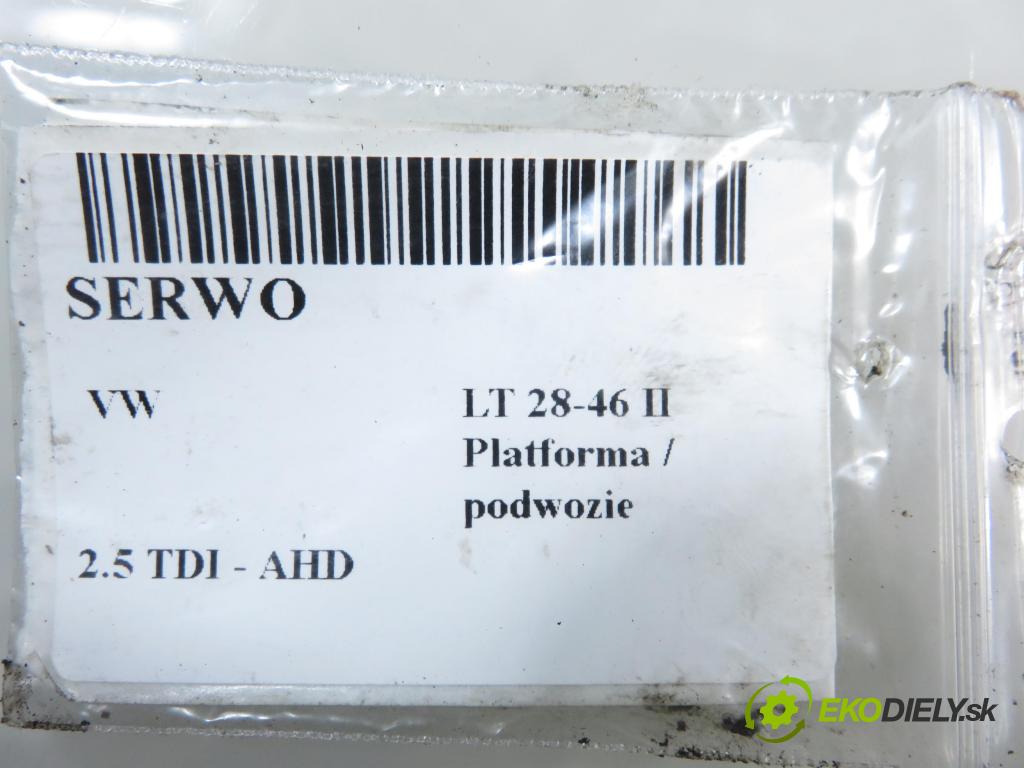 SERWO
VW
LT 28-46 II
Platforma /
podwozie
2.5 TDI - AHD
EKODIELY.sk